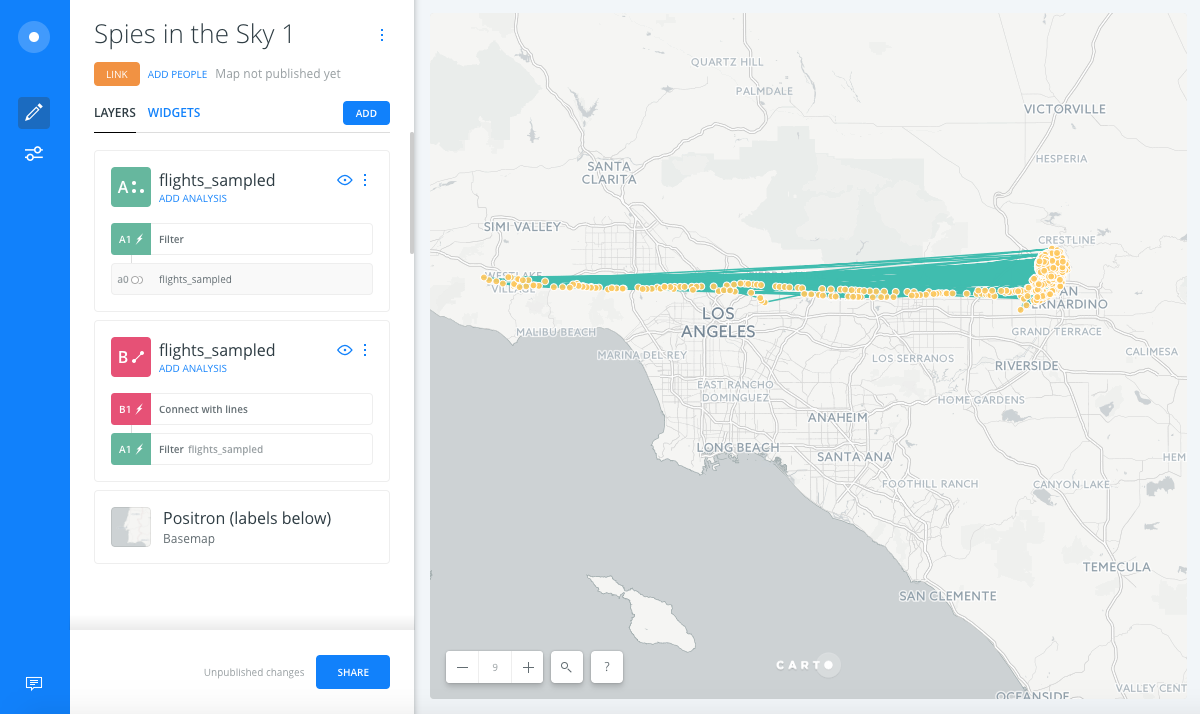 Spies in the Sky 1
LINK
ADD PEOPLE
Map not published yet
LAYERS
WIDGETS
ADD
A
flights_sampled
ADD ANALYSIS
A1
Filter
a0
flights_sampled
B
flights_sampled
ADD ANALYSIS
B1
Connect with lines
A1
Filter flights_sampled
Positron (labels below)
Basemap
Unpublished changes
SHARE
QUARTZ HILL
PALMDALE
VICTORVILLE
HESPERIA
SANTA
CLARITA
SIMI VALLEY
CRESTLINE
WESTLAKE
VILLAGE
SAN
BERNARDINO
LOS
ANGELES
MALIBU BEACH
GRAND TERRACE
MARINA DEL REY
LOS SERRANOS
CALIMESA
RIVERSIDE
EAST RANCHO
DOMINGUEZ
HOME GARDENS
ANAHEIM
LONG BEACH
SANTA ANA
HEM
FOOTHILL RANCH
CANYON LAKE
TEMECULA
SAN CLEMENTE
VALLEY CENT
OCEANSIDE
9
?
CARTO